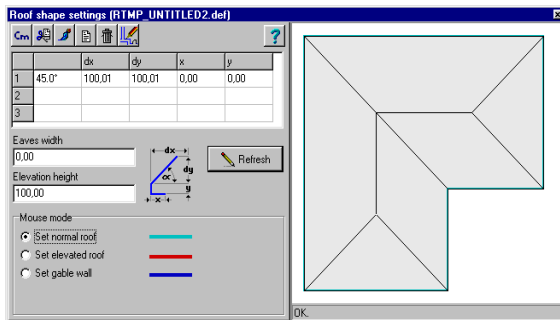 Roof shape settings (RTMP_UNTITLED2.def)
Cm ?
dx dy x y
1 45.0° 100,01 100,01 0,00 0,00
2
3
Eaves width
0,00
Elevation height
100,00
dx
dy
α
y
x
Refresh
Mouse mode
Set normal roof
Set elevated roof
Set gable wall
OK.